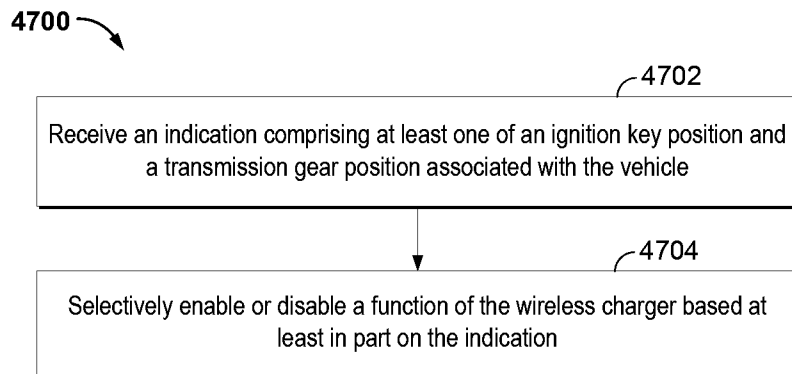 4700
4702
Receive an indication comprising at least one of an ignition key position and
a transmission gear position associated with the vehicle
4704
Selectively enable or disable a function of the wireless charger based at
least in part on the indication